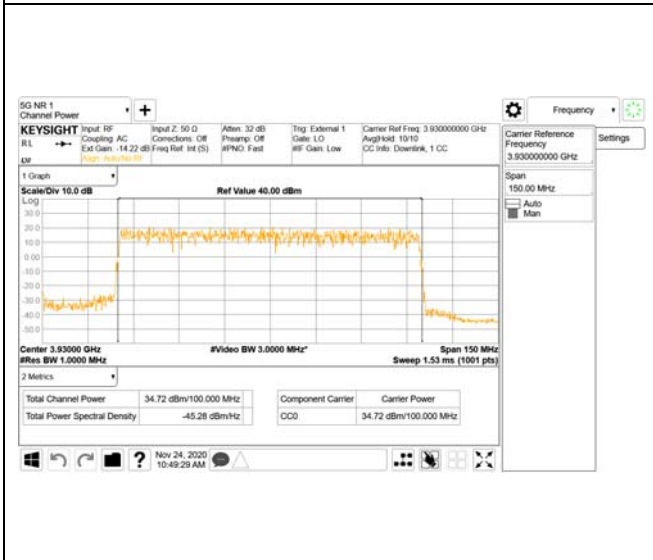 5G NR 1
Channel Power
Frequency
KEYSIGHT Input: RF Input Z: 50 Ω Atten: 32 dB Trig: External 1 Carrier Ref Freq: 3.930000000 GHz
RL Coupling: AC Corrections: Off Preamp: Off Gate: LO Avg|Hold: 10/10
Ext Gain: -14.22 dB Freq Ref: Int (S) #PNO: Fast #IF Gain: Low CC Info: Downlink, 1 CC
Align: Auto/No RF
Carrier Reference
Frequency
3.930000000 GHz
Settings
Span
150.00 MHz
Auto
Man
1 Graph
Scale/Div 10.0 dB Ref Value 40.00 dBm
Log
30.0
20.0
10.0
0.00
-10.0
-20.0
-30.0
-40.0
-50.0
Center 3.93000 GHz #Video BW 3.0000 MHz* Span 150 MHz
#Res BW 1.0000 MHz Sweep 1.53 ms (1001 pts)
2 Metrics
Total Channel Power 34.72 dBm/100.000 MHz Component Carrier Carrier Power
Total Power Spectral Density -45.28 dBm/Hz CC0 34.72 dBm/100.000 MHz
Nov 24, 2020
10:49:29 AM